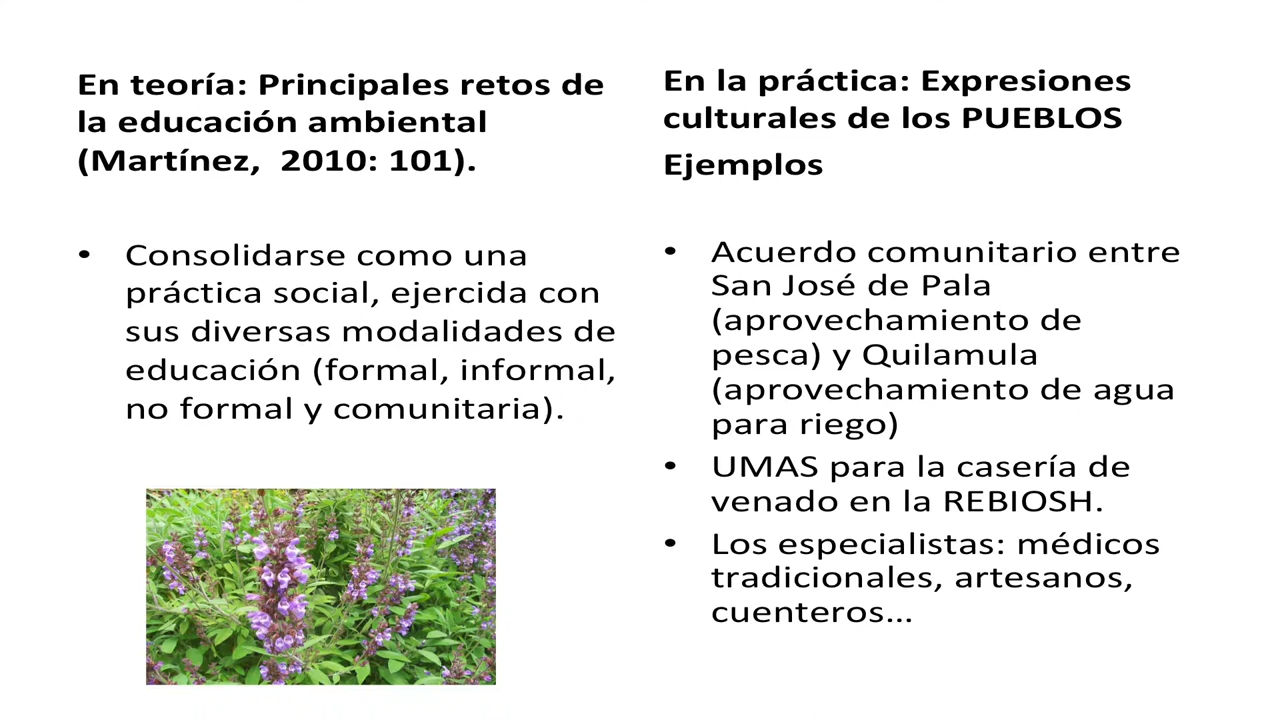 En teoría: Principales retos de
la educación ambiental
(Martínez, 2010: 101).
• Consolidarse como una
práctica social, ejercida con
sus diversas modalidades de
educación (formal, informal,
no formal y comunitaria).
En la práctica: Expresiones
culturales de los PUEBLOS
Ejemplos
• Acuerdo comunitario entre
San José de Pala
(aprovechamiento de
pesca) y Quilamula
(aprovechamiento de agua
para riego)
• UMAS para la casería de
venado en la REBIOSH.
• Los especialistas: médicos
tradicionales, artesanos,
cuenteros...